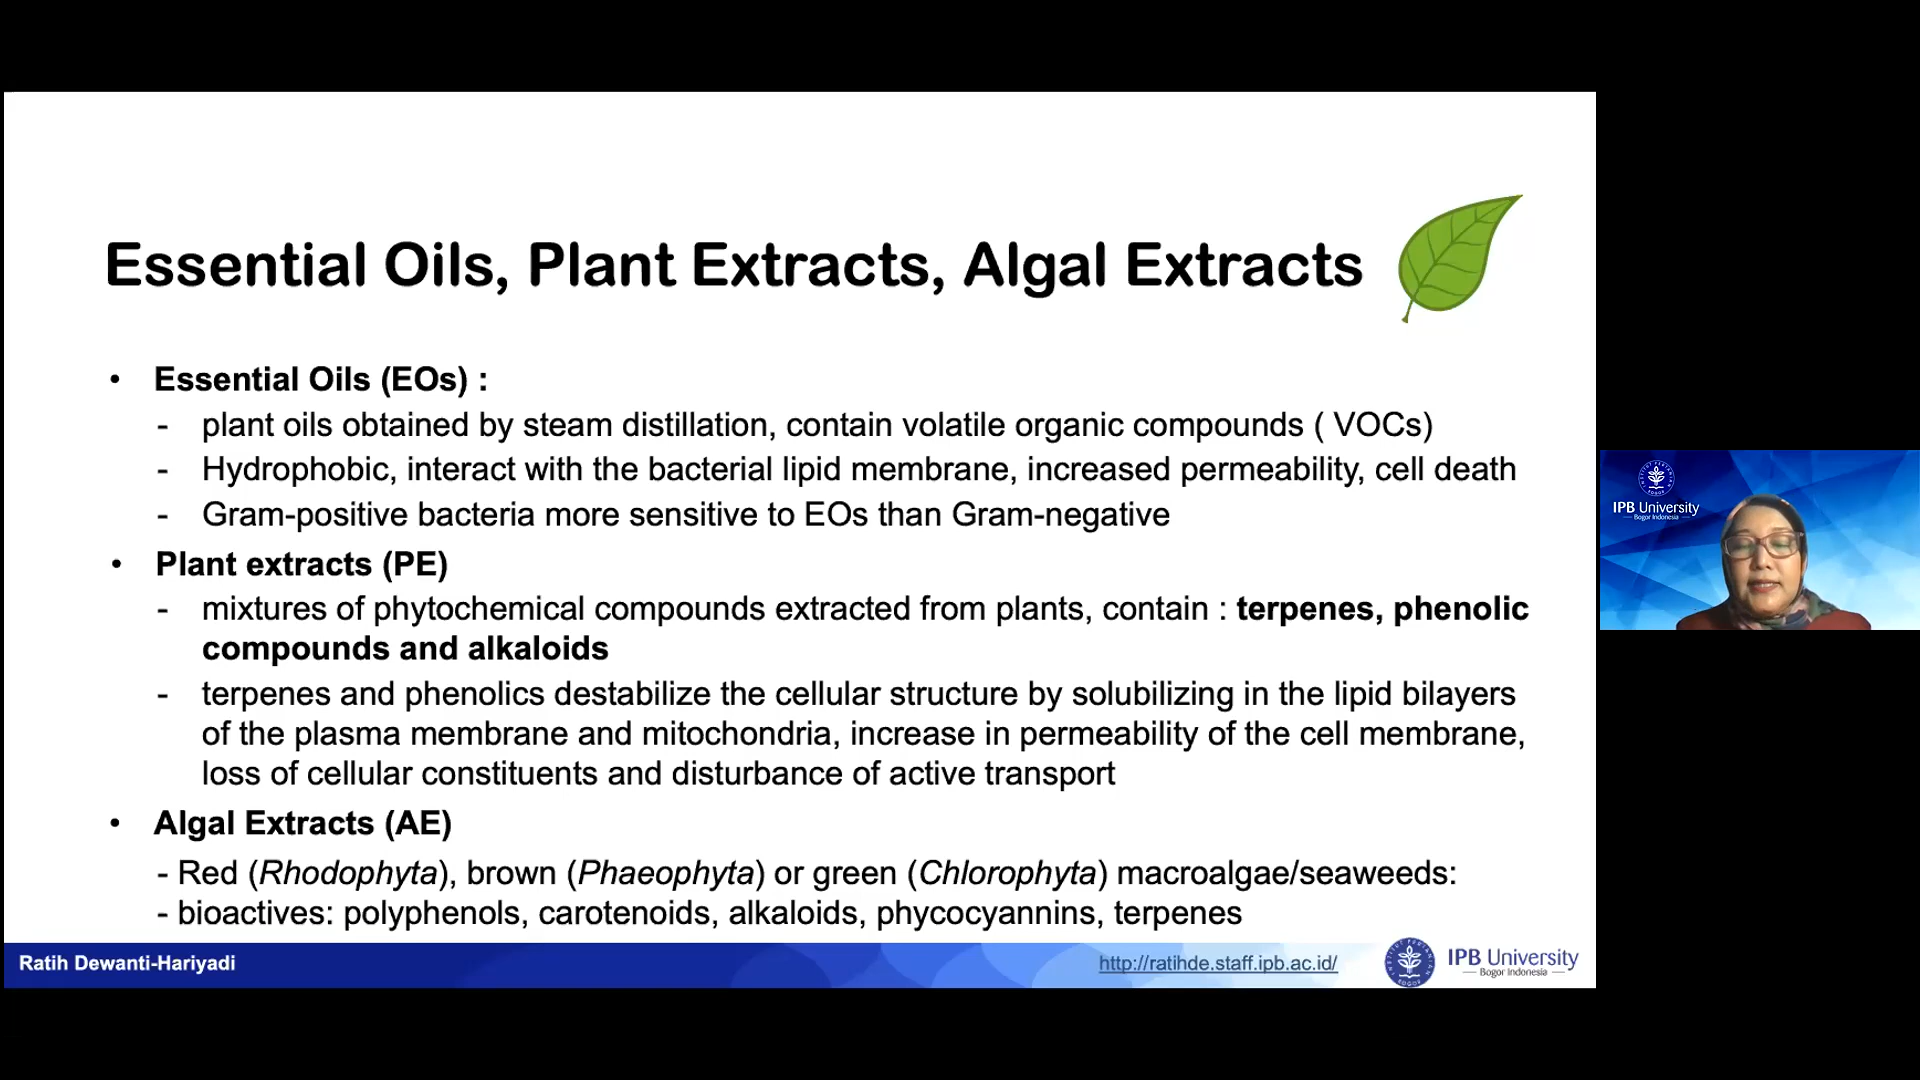 Essential Oils, Plant Extracts, Algal Extracts
• Essential Oils (EOs) :
- plant oils obtained by steam distillation, contain volatile organic compounds ( VOCs)
- Hydrophobic, interact with the bacterial lipid membrane, increased permeability, cell death
- Gram-positive bacteria more sensitive to EOs than Gram-negative
• Plant extracts (PE)
- mixtures of phytochemical compounds extracted from plants, contain : terpenes, phenolic
compounds and alkaloids
- terpenes and phenolics destabilize the cellular structure by solubilizing in the lipid bilayers
of the plasma membrane and mitochondria, increase in permeability of the cell membrane,
loss of cellular constituents and disturbance of active transport
• Algal Extracts (AE)
- Red (Rhodophyta), brown (Phaeophyta) or green (Chlorophyta) macroalgae/seaweeds:
- bioactives: polyphenols, carotenoids, alkaloids, phycocyannins, terpenes
Ratih Dewanti-Hariyadi
http://ratihde.staff.ipb.ac.id/
IPB University
Bogor Indonesia
IPB University
Bogor Indonesia